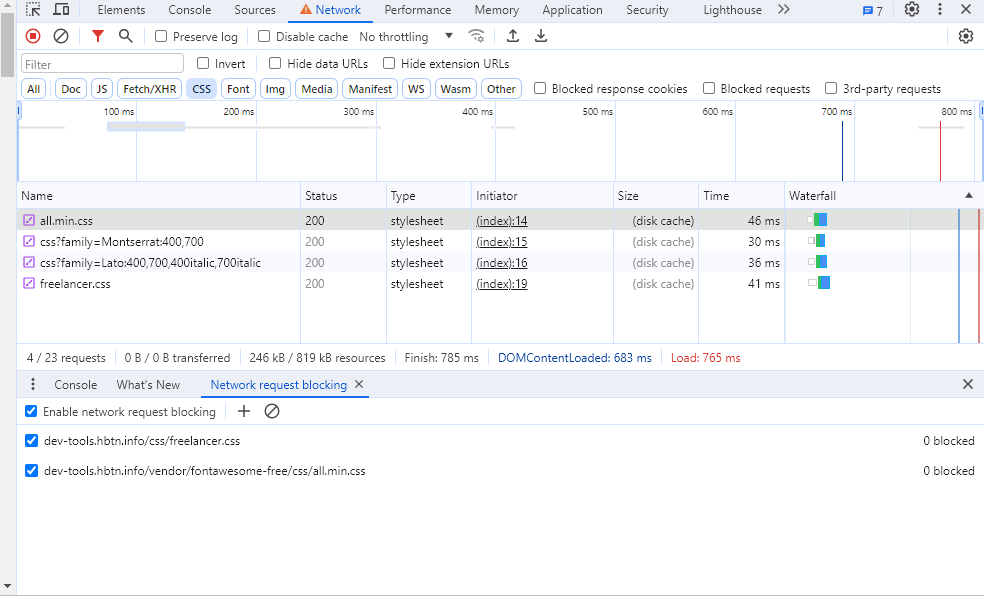 Elements Console Sources Network Performance Memory Application Security Lighthouse 7
Preserve log Disable cache No throttling
Filter Invert Hide data URLs Hide extension URLs
All Doc JS Fetch/XHR CSS Font Img Media Manifest WS Wasm Other Blocked response cookies Blocked requests 3rd-party requests
100 ms 200 ms 300 ms 400 ms 500 ms 600 ms 700 ms 800 ms
Name Status Type Initiator Size Time Waterfall
all.min.css 200 stylesheet (index):14 (disk cache) 46 ms
css?family=Montserrat:400,700 200 stylesheet (index):15 (disk cache) 30 ms
css?family=Lato:400,700,400italic,700italic 200 stylesheet (index):16 (disk cache) 36 ms
freelancer.css 200 stylesheet (index):19 (disk cache) 41 ms
4 / 23 requests 0 B / 0 B transferred 246 kB / 819 kB resources Finish: 785 ms DOMContentLoaded: 683 ms Load: 765 ms
Console What's New Network request blocking
Enable network request blocking
dev-tools.hbtn.info/css/freelancer.css 0 blocked
dev-tools.hbtn.info/vendor/fontawesome-free/css/all.min.css 0 blocked